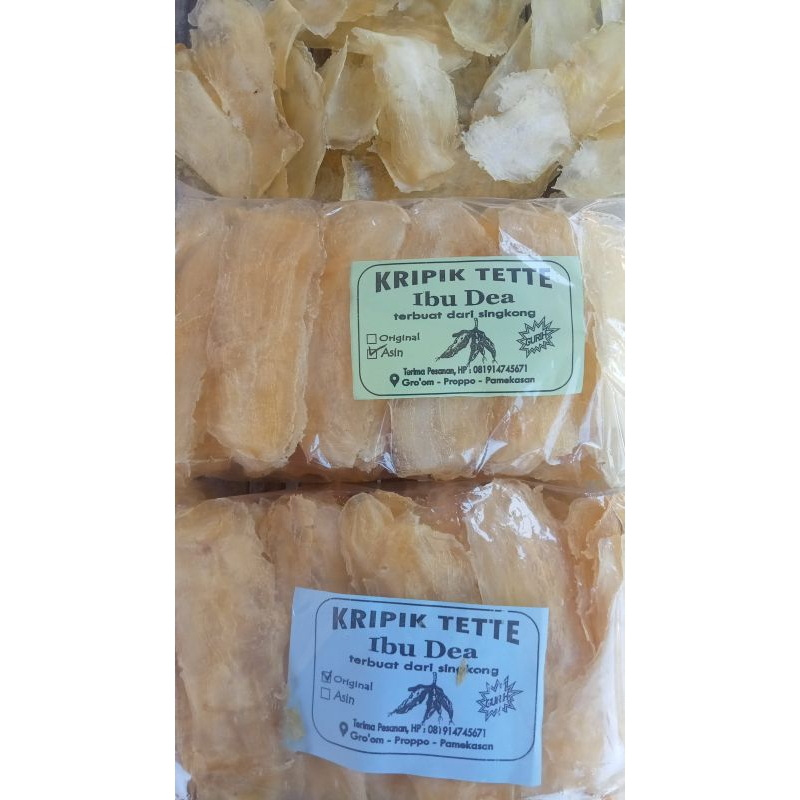 KRIPIK TETTE
Ibu Dea
terbuat dari singkong
Original
Asin
GURIH
Terima Pesanan, HP : 081914745671
Gro'om - Proppo - Pamekasan
KRIPIK TETTE
Ibu Dea
terbuat dari singkong
Original
Asin
GURIH
Terima Pesanan, HP : 081914745671
Gro'om - Proppo - Pamekasan